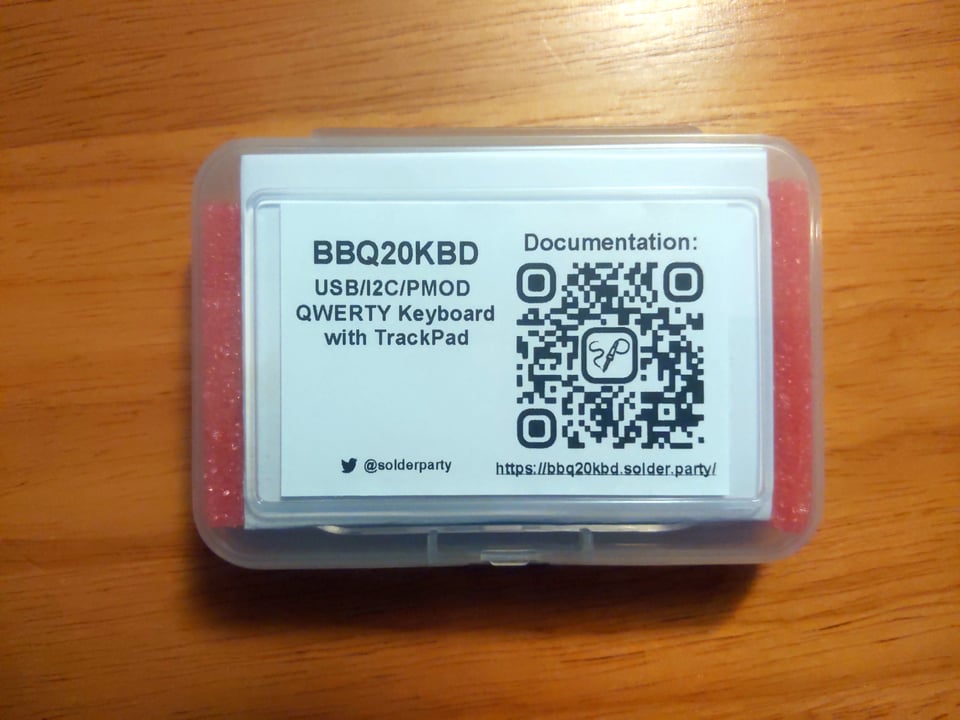 BBQ20KBD
USB/I2C/PMOD
QWERTY Keyboard
with TrackPad
@solderparty
Documentation:
https://bbq20kbd.solder.party/